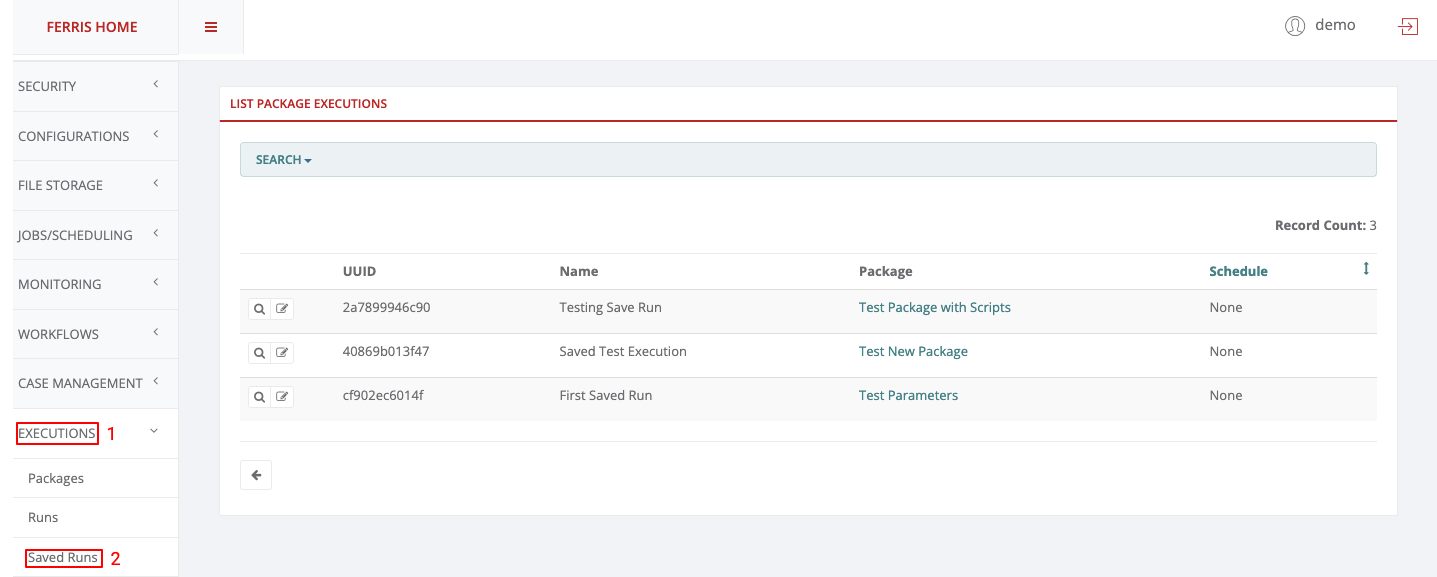 FERRIS HOME
demo
SECURITY
CONFIGURATIONS
FILE STORAGE
JOBS/SCHEDULING
MONITORING
WORKFLOWS
CASE MANAGEMENT
EXECUTIONS 1
Packages
Runs
Saved Runs 2
LIST PACKAGE EXECUTIONS
SEARCH
Record Count: 3
UUID Name Package Schedule
2a7899946c90 Testing Save Run Test Package with Scripts None
40869b013f47 Saved Test Execution Test New Package None
cf902ec6014f First Saved Run Test Parameters None